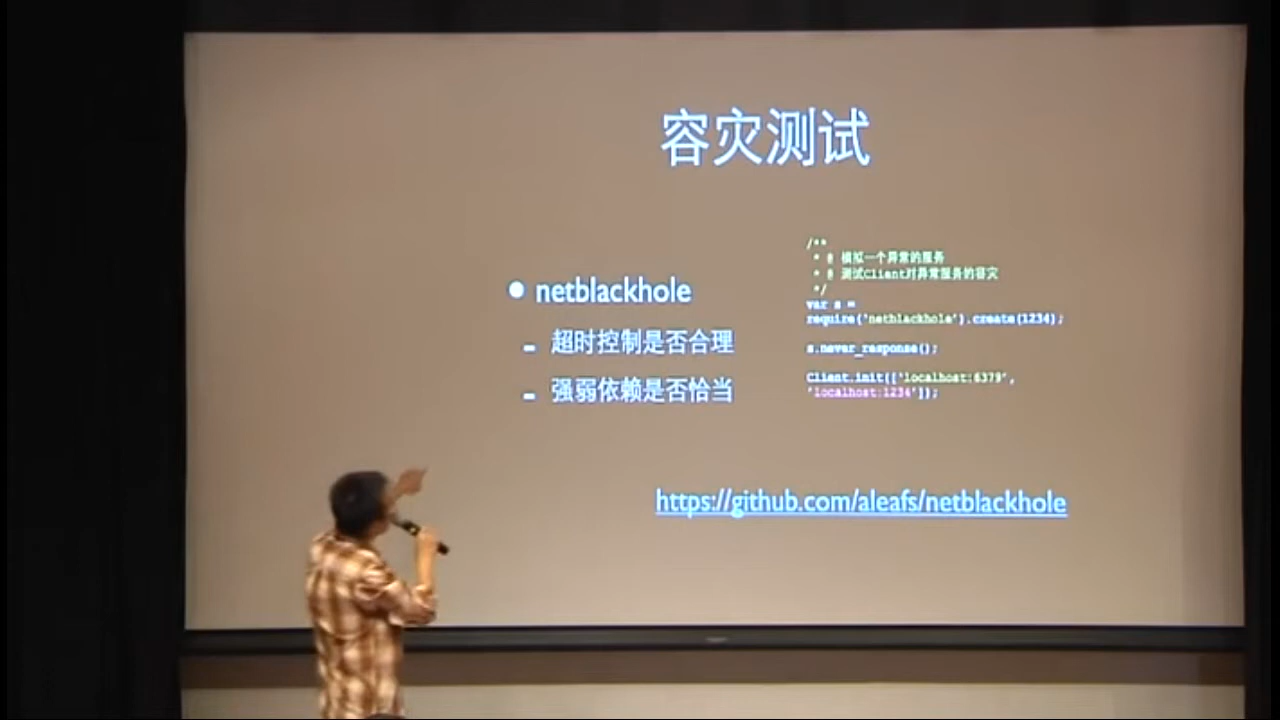 容灾测试
netblackhole
- 超时控制是否合理
- 强弱依赖是否恰当
/**
 * # 模拟一个异常的服务
 * # 测试Client对异常服务的容灾
 */
var s =
require('netblackhole').create(1234);
s.never_response();
Client.init(['localhost:6379',
'localhost:1234']);
https://github.com/aleafs/netblackhole